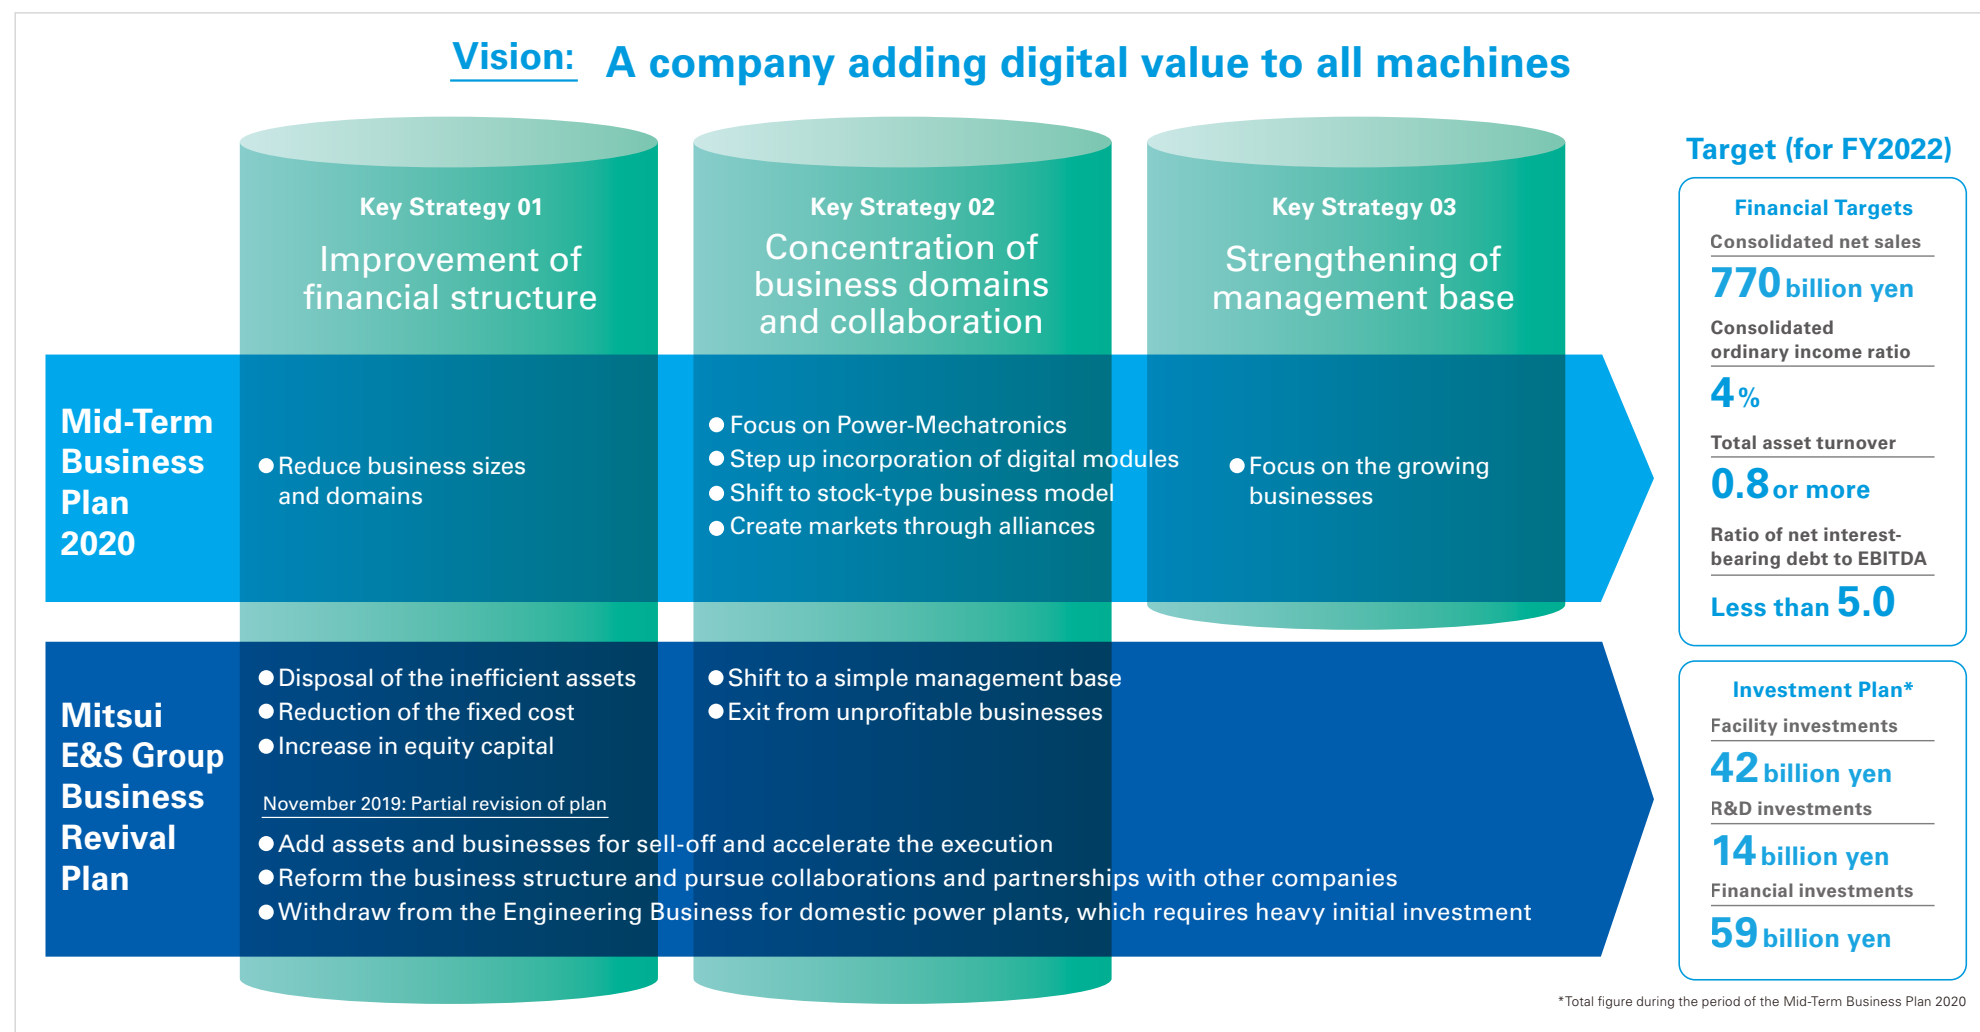 Vision: A company adding digital value to all machines
Key Strategy 01
Improvement of
financial structure
Key Strategy 02
Concentration of
business domains
and collaboration
Key Strategy 03
Strengthening of
management base
Mid-Term
Business
Plan
2020
Reduce business sizes
and domains
Focus on Power-Mechatronics
Step up incorporation of digital modules
Shift to stock-type business model
Create markets through alliances
Focus on the growing
businesses
Mitsui
E&S Group
Business
Revival
Plan
Disposal of the inefficient assets
Reduction of the fixed cost
Increase in equity capital
Shift to a simple management base
Exit from unprofitable businesses
November 2019: Partial revision of plan
Add assets and businesses for sell-off and accelerate the execution
Reform the business structure and pursue collaborations and partnerships with other companies
Withdraw from the Engineering Business for domestic power plants, which requires heavy initial investment
Target (for FY2022)
Financial Targets
Consolidated net sales
770 billion yen
Consolidated
ordinary income ratio
4%
Total asset turnover
0.8 or more
Ratio of net interest-
bearing debt to EBITDA
Less than 5.0
Investment Plan*
Facility investments
42 billion yen
R&D investments
14 billion yen
Financial investments
59 billion yen
*Total figure during the period of the Mid-Term Business Plan 2020